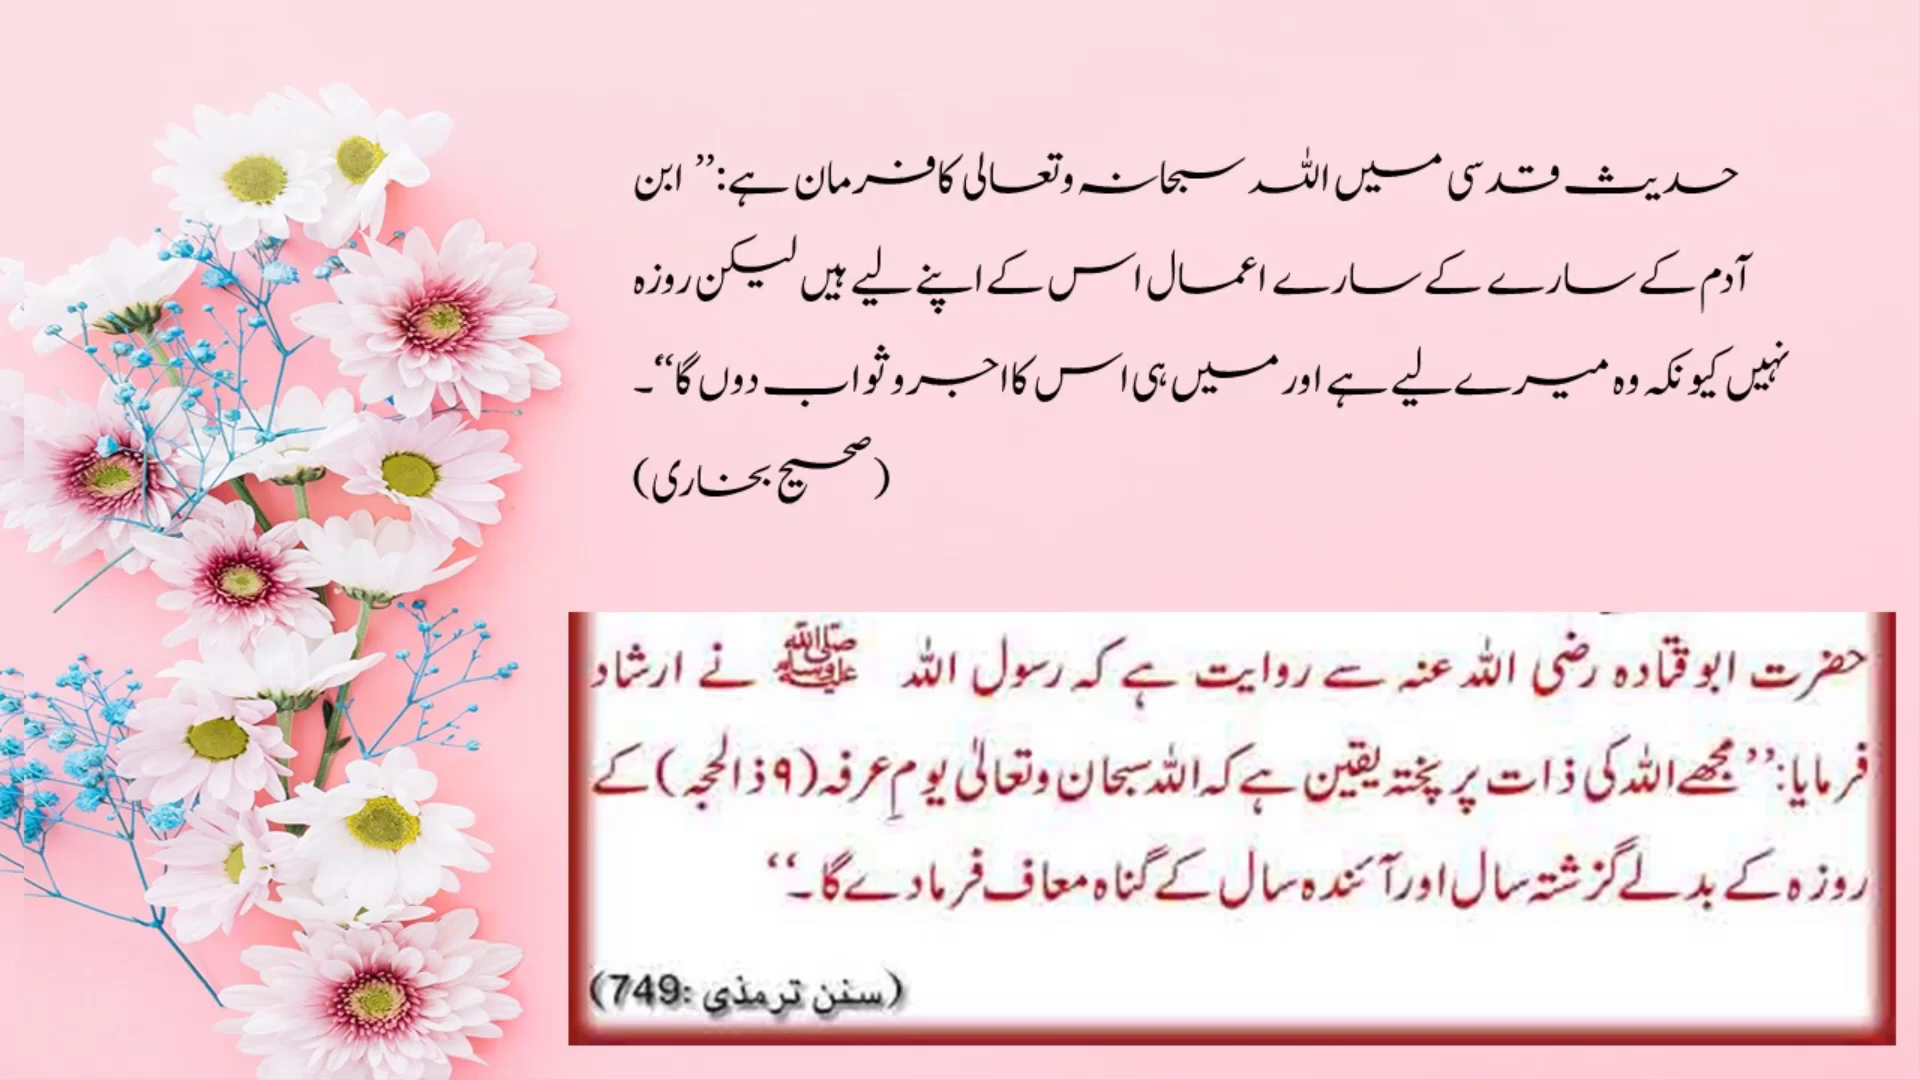 حدیث قدسی میں اللہ سبحانہ وتعالی کا فرمان ہے:’’ ابن
آدم کے سارے کے سارے اعمال اس کے اپنے لیے ہیں لیکن روزہ
نہیں کیونکہ وہ میرے لیے ہے اور میں ہی اس کا اجر و ثواب دوں گا‘‘۔
(صحیح بخاری)
حضرت ابوقتادہ رضی اللہ عنہ سے روایت ہے کہ رسول اللہ ﷺ نے ارشاد
فرمایا:’’مجھے اللہ کی ذات پر پختہ یقین ہے کہ اللہ سبحان وتعالیٰ یومِ عرفہ(۹ ذالحجہ) کے
روزہ کے بدلے گزشتہ سال اور آئندہ سال کے گناہ معاف فرما دے گا۔‘‘
(سنن ترمذی :749)